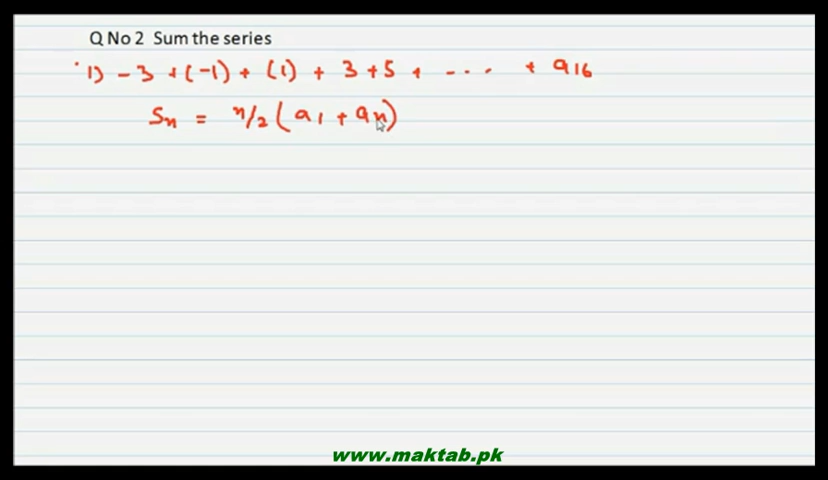 Q No 2 Sum the series
1) -3 + (-1) + (1) + 3 + 5 + ---- + a16
Sn = n/2 ( a1 + an )
www.maktab.pk